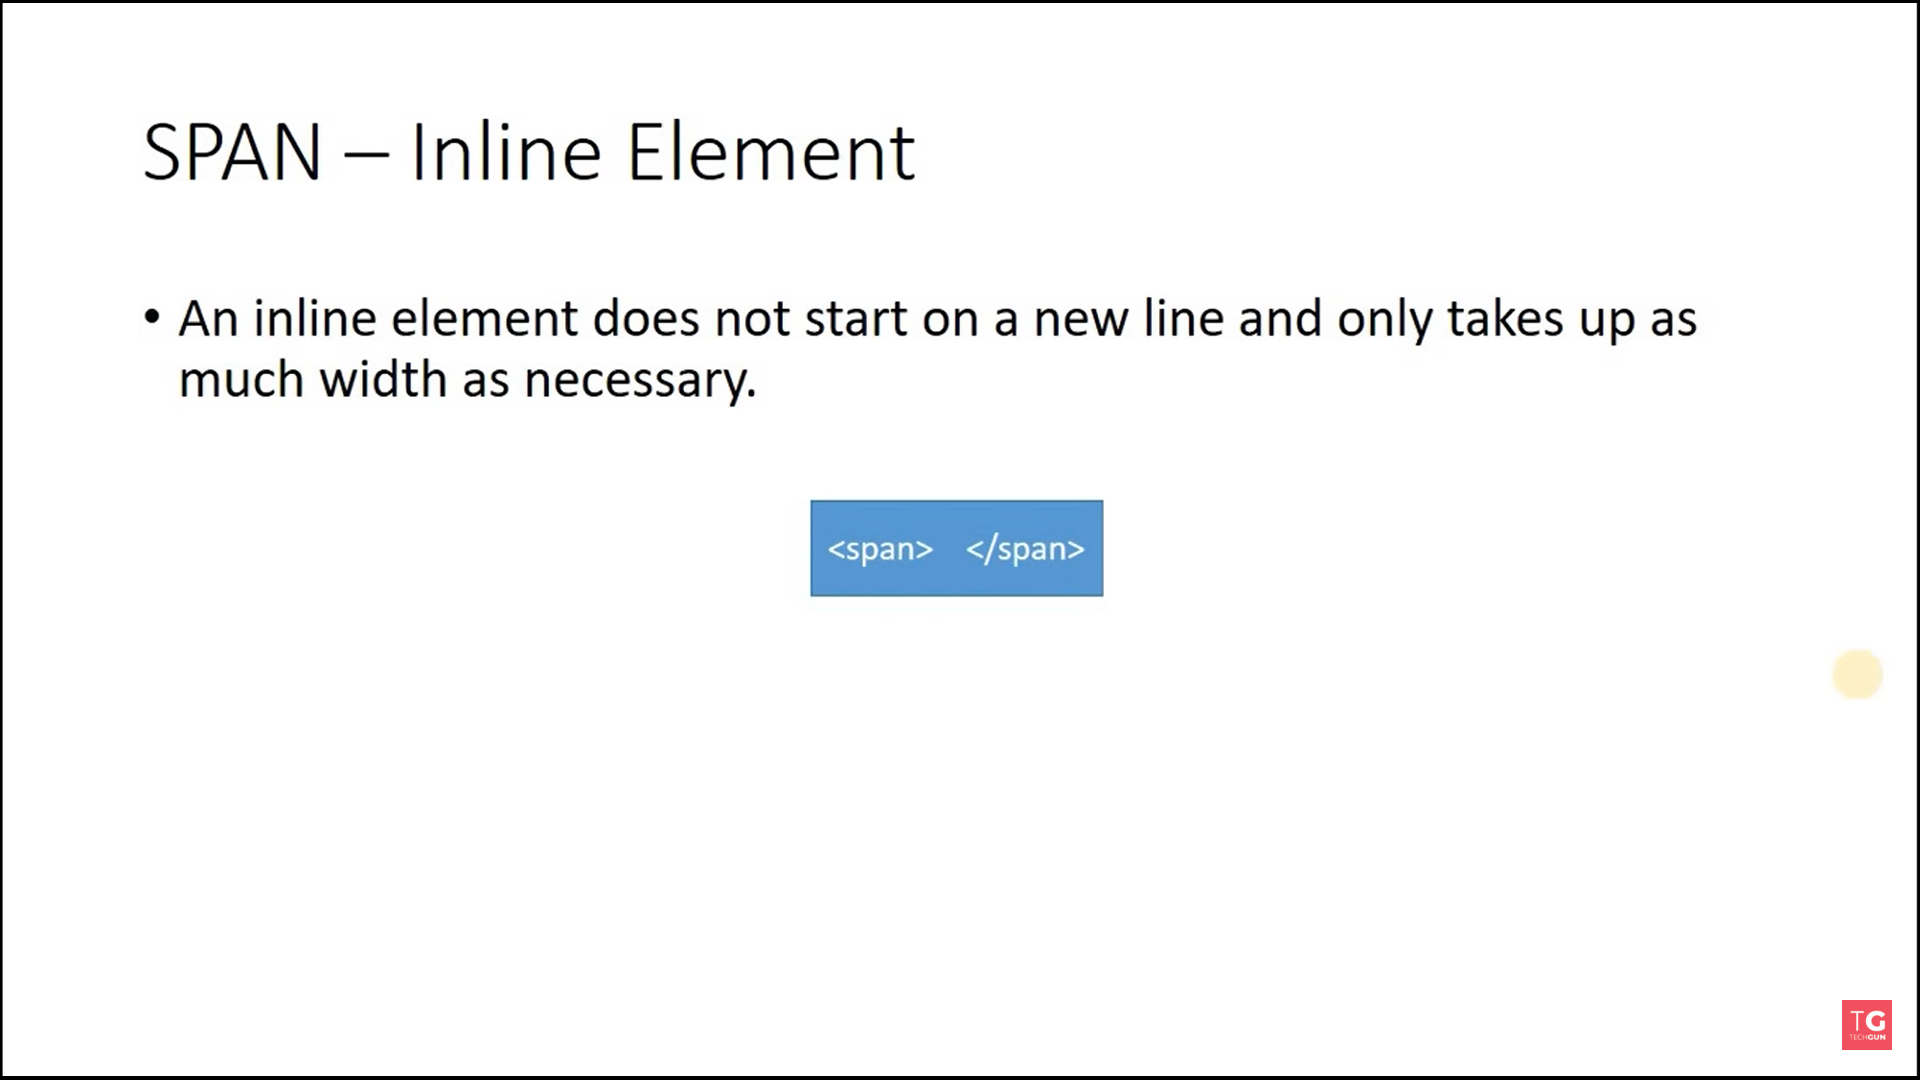 SPAN – Inline Element
• An inline element does not start on a new line and only takes up as
much width as necessary.
<span> </span>
TG
TECHGUN